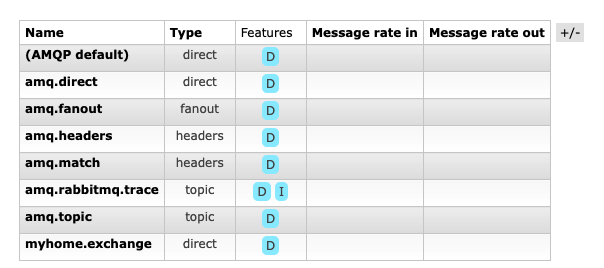 Name Type Features Message rate in Message rate out +/-
(AMQP default) direct D
amq.direct direct D
amq.fanout fanout D
amq.headers headers D
amq.match headers D
amq.rabbitmq.trace topic D I
amq.topic topic D
myhome.exchange direct D